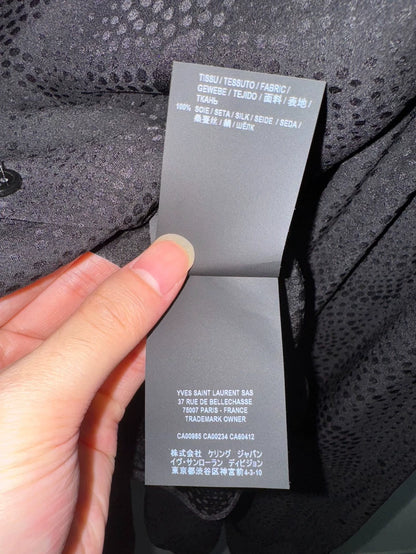 TISSU / TESSUTO / FABRIC /
GEWEBE / TEJIDO / 面料 / 表地 /
ТКАНЬ
100% SOIE / SETA / SILK / SEIDE / SEDA /
桑蚕丝 / 絹 / ШЁЛК
YVES SAINT LAURENT SAS
37 RUE DE BELLECHASSE
75007 PARIS - FRANCE
TRADEMARK OWNER
CA00985 CA00234 CA60412
株式会社 ケリング ジャパン
イヴ・サンローラン ディビジョン
東京都渋谷区神宮前4-3-10